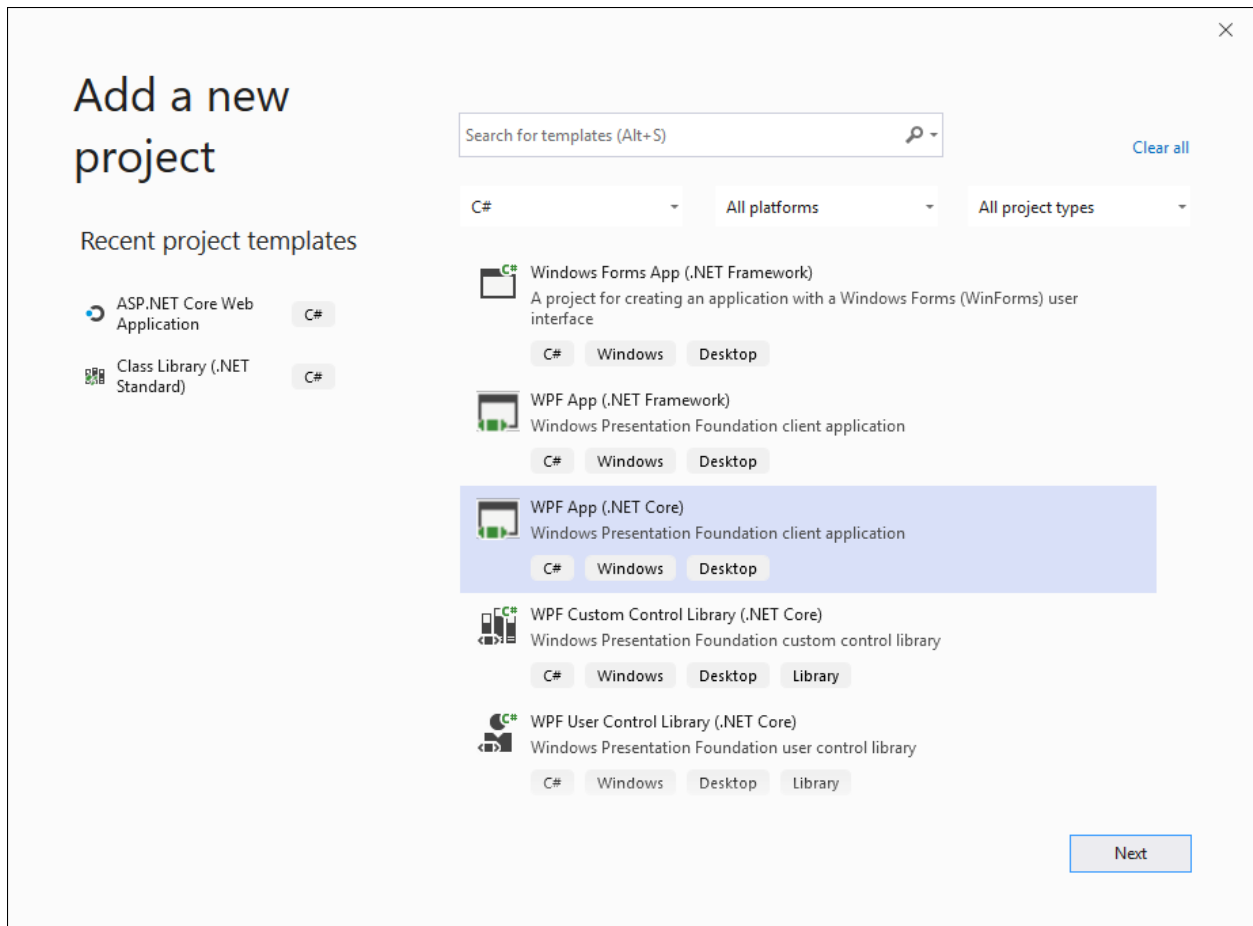 Add a new
project
Search for templates (Alt+S)
Clear all
C#
All platforms
All project types
Recent project templates
ASP.NET Core Web
Application
C#
Class Library (.NET
Standard)
C#
C#
Windows Forms App (.NET Framework)
A project for creating an application with a Windows Forms (WinForms) user
interface
C# Windows Desktop
WPF App (.NET Framework)
Windows Presentation Foundation client application
C# Windows Desktop
WPF App (.NET Core)
Windows Presentation Foundation client application
C# Windows Desktop
C#
WPF Custom Control Library (.NET Core)
Windows Presentation Foundation custom control library
C# Windows Desktop Library
C#
WPF User Control Library (.NET Core)
Windows Presentation Foundation user control library
C# Windows Desktop Library
Next